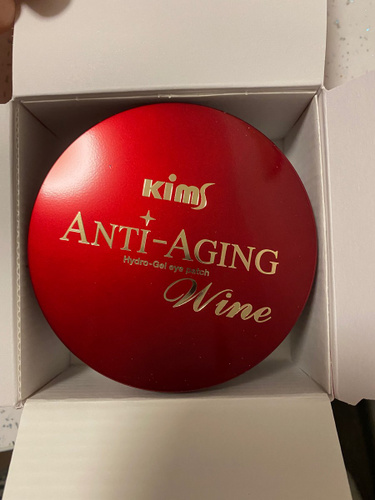 Kims
ANTI-AGING
Hydro-Gel eye patch
Wine